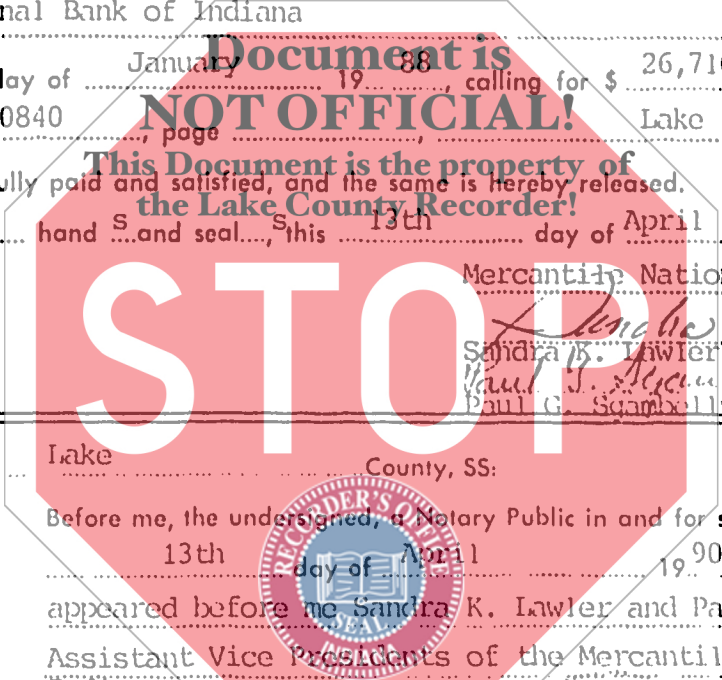 nal Bank of Indiana
Document is
day of January 19 88, calling for $ 26,71
NOT OFFICIAL!
0840, page , Lake
This Document is the property of
ully paid and satisfied, and the same is hereby released.
the Lake County Recorder!
hand s and seal s, this 13th day of April
Mercantile Natio
STOP
Sandra K. Lawler
Paul G. Sgambell
Lake County, SS:
Before me, the undersigned, a Notary Public in and for s
RECORDER'S OFFICE
13th day of April 19 90
appeared before me Sandra K. Lawler and Pa
SEAL
Assistant Vice Presidents of the Mercantil